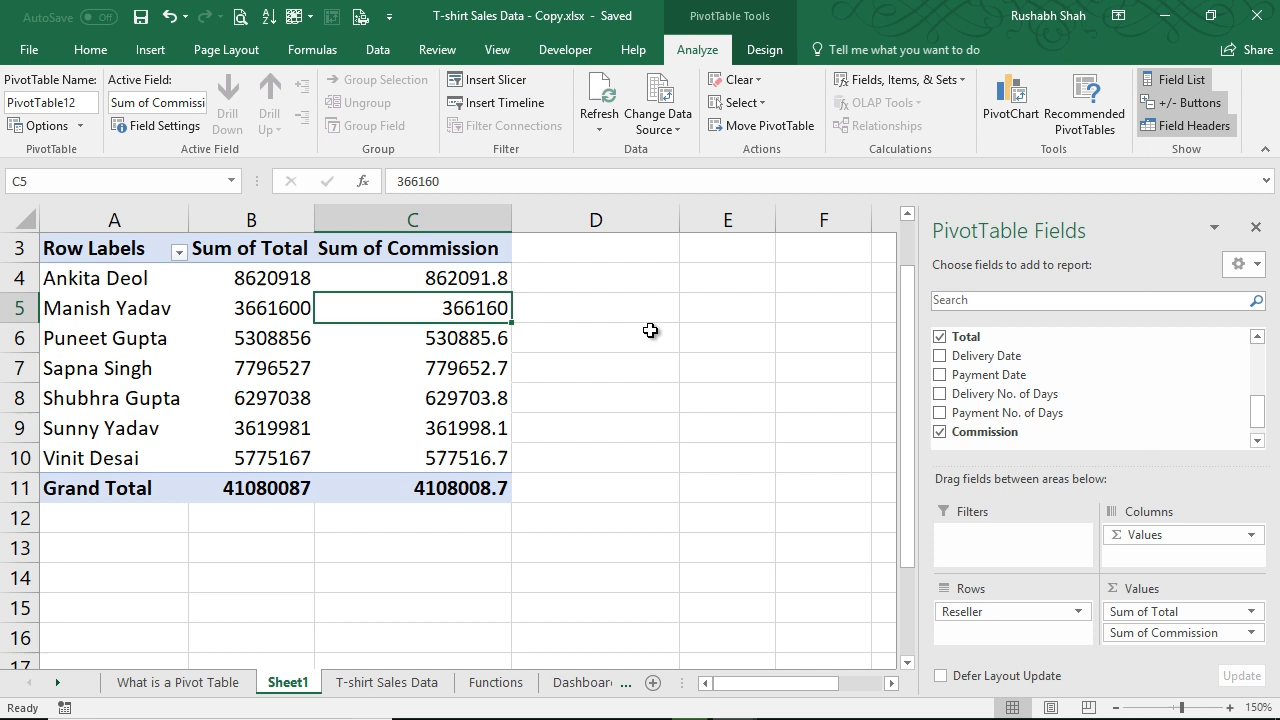 AutoSave Off
T-shirt Sales Data - Copy.xlsx - Saved
PivotTable Tools
Rushabh Shah
File Home Insert Page Layout Formulas Data Review View Developer Help Analyze Design Tell me what you want to do Share
PivotTable Name:
PivotTable12
Options
PivotTable
Active Field:
Sum of Commissi
Field Settings
Drill Down
Drill Up
Active Field
Group Selection
Ungroup
Group Field
Group
Insert Slicer
Insert Timeline
Filter Connections
Filter
Refresh
Change Data Source
Data
Clear
Select
Move PivotTable
Actions
Fields, Items, & Sets
OLAP Tools
Relationships
Calculations
PivotChart
Recommended PivotTables
Tools
Field List
+/- Buttons
Field Headers
Show
C5 fx 366160
A B C D E F
3 Row Labels Sum of Total Sum of Commission
4 Ankita Deol 8620918 862091.8
5 Manish Yadav 3661600 366160
6 Puneet Gupta 5308856 530885.6
7 Sapna Singh 7796527 779652.7
8 Shubhra Gupta 6297038 629703.8
9 Sunny Yadav 3619981 361998.1
10 Vinit Desai 5775167 577516.7
11 Grand Total 41080087 4108008.7
12
13
14
15
16
17
PivotTable Fields
Choose fields to add to report:
Search
Total
Delivery Date
Payment Date
Delivery No. of Days
Payment No. of Days
Commission
Drag fields between areas below:
Filters
Columns
Σ Values
Rows
Reseller
Σ Values
Sum of Total
Sum of Commission
Defer Layout Update Update
What is a Pivot Table Sheet1 T-shirt Sales Data Functions Dashboar ...
Ready 150%